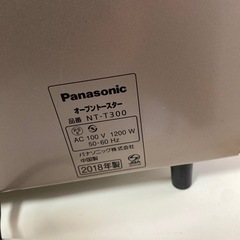 Panasonic
オーブントースター
品番 NT-T300
AC 100 V 1200 W
50-60 Hz
パナソニック株式会社
中国製
2018年製